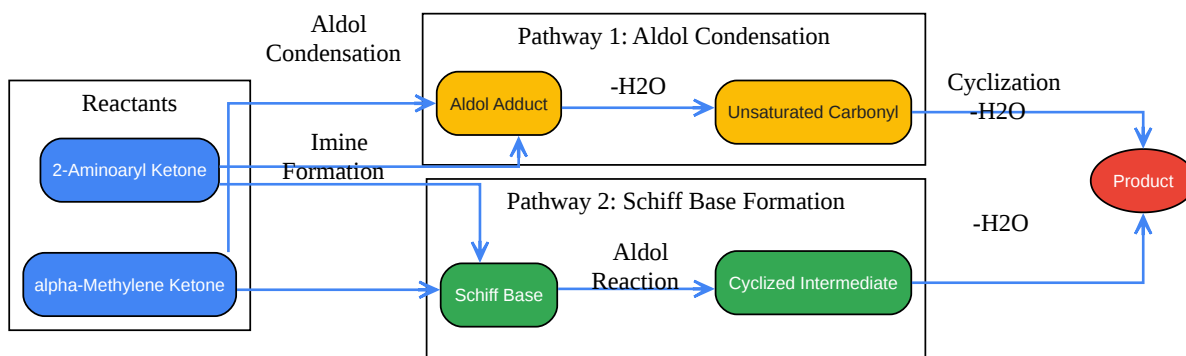 Aldol
Condensation
Pathway 1: Aldol Condensation
Reactants
Aldol Adduct
-H2O
Unsaturated Carbonyl
Cyclization
-H2O
2-Aminoaryl Ketone
Imine
Formation
Product
Pathway 2: Schiff Base Formation
alpha-Methylene Ketone
Schiff Base
Aldol
Reaction
Cyclized Intermediate
-H2O